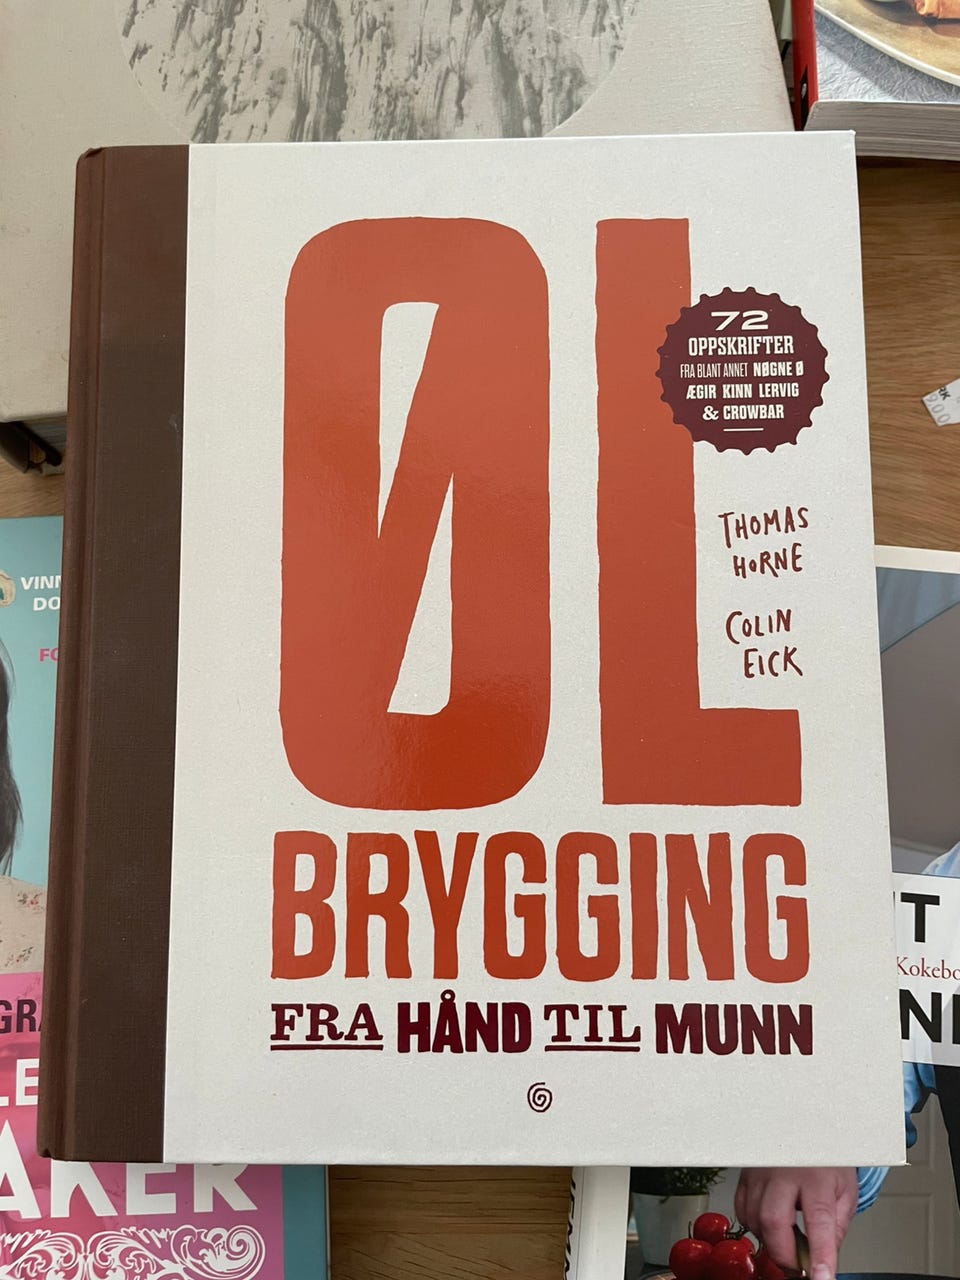 ØL
72
OPPSKRIFTER
FRA BLANT ANNET NØGNE Ø
ÆGIR KINN LERVIG
& CROWBAR
THOMAS
HORNE
COLIN
EICK
BRYGGING
FRA HÅND TIL MUNN
AKER